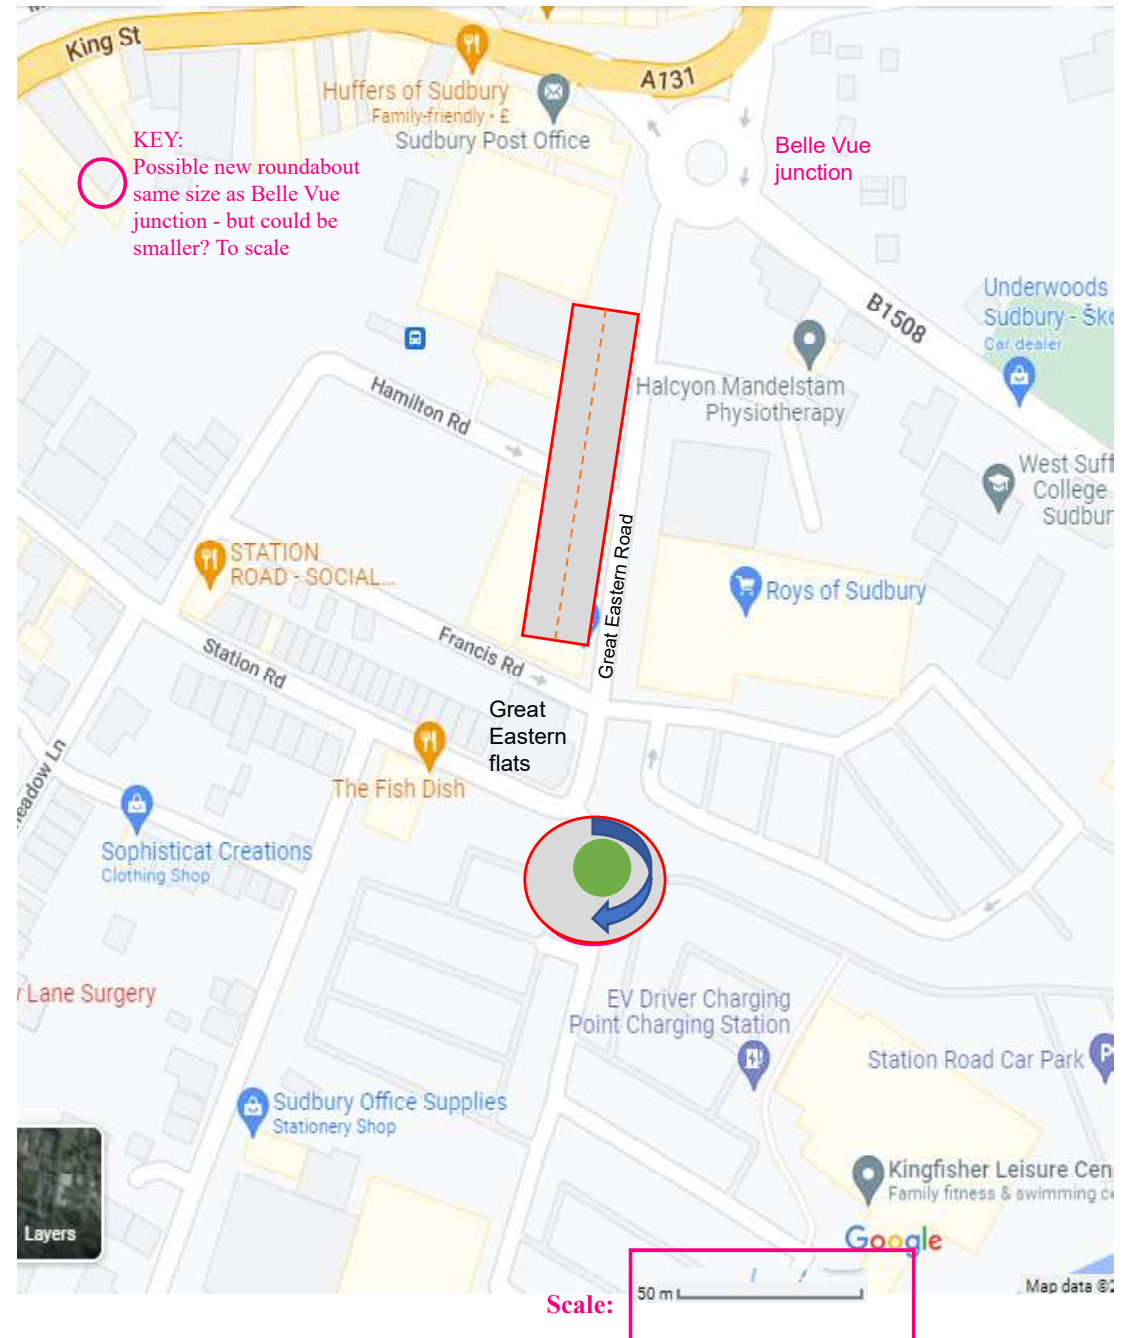 King St
A131
Huffers of Sudbury
Family-friendly • £
Sudbury Post Office
KEY:
Possible new roundabout
same size as Belle Vue
junction - but could be
smaller? To scale
Belle Vue
junction
B1508
Underwoods
Sudbury -Ško
Car dealer
Halcyon Mandelstam
Physiotherapy
Hamilton Rd
West Suff
College
Sudbur
STATION
ROAD - SOCIAL...
Great Eastern Road
Roys of Sudbury
Francis Rd
Station Rd
Great
Eastern
flats
The Fish Dish
eadow Ln
Sophisticat Creations
Clothing Shop
Lane Surgery
EV Driver Charging
Point Charging Station
Station Road Car Park
P
Sudbury Office Supplies
Stationery Shop
Kingfisher Leisure Cen
Family fitness & swimming ce
Layers
Google
Map data ©2
Scale:
50 m